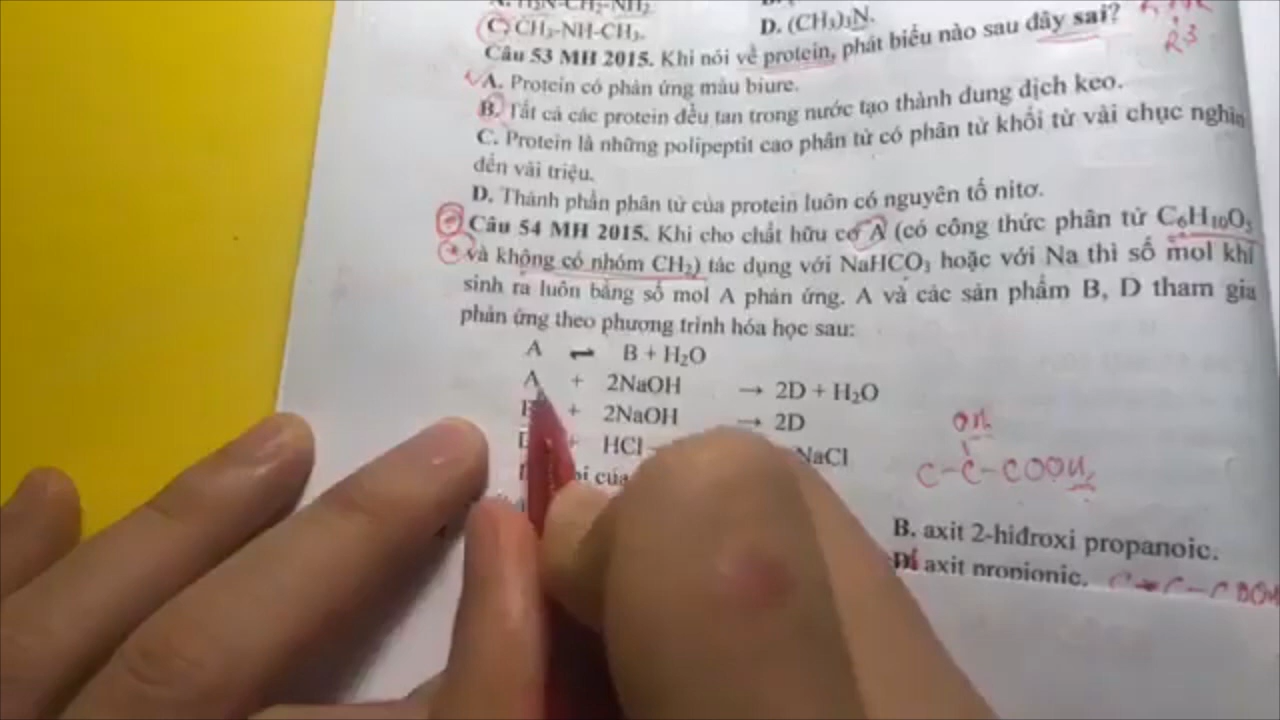 A. H₂N-CH₂-NH₂
C. CH₃-NH-CH₃.
D. (CH₃)₃N.
R3
Câu 53 MH 2015. Khi nói về protein, phát biểu nào sau đây sai?
A. Protein có phản ứng màu biure.
B. Tất cả các protein đều tan trong nước tạo thành dung dịch keo.
C. Protein là những polipeptit cao phân tử có phân tử khối từ vài chục nghìn
đến vài triệu.
D. Thành phần phân tử của protein luôn có nguyên tố nitơ.
Câu 54 MH 2015. Khi cho chất hữu cơ A (có công thức phân tử C₆H₁₀O₅
và không có nhóm CH₂) tác dụng với NaHCO₃ hoặc với Na thì số mol khí
sinh ra luôn bằng số mol A phản ứng. A và các sản phẩm B, D tham gia
phản ứng theo phương trình hóa học sau:
A ⇌ B + H₂O
A + 2NaOH → 2D + H₂O
+ 2NaOH → 2D
+ HCl NaCl
của
OH
C-C-COOH
B. axit 2-hiđroxi propanoic.
D. axit propionic. C-C-COOH